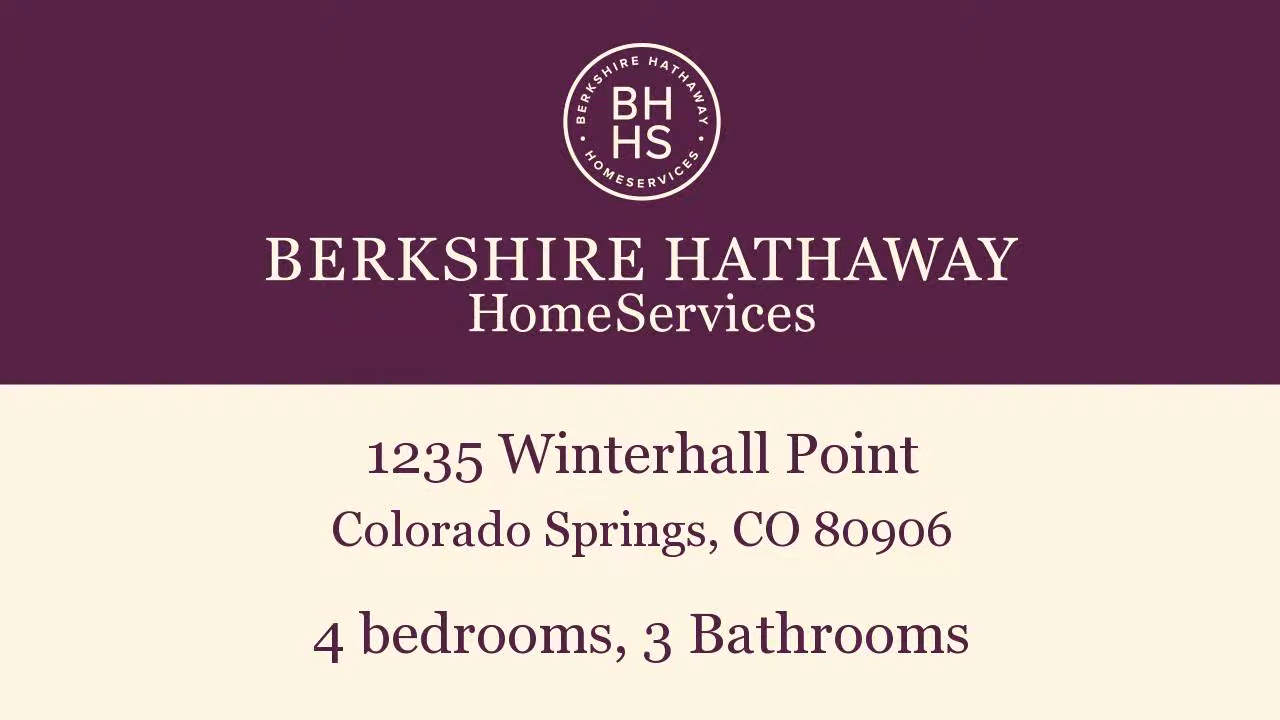 • BERKSHIRE HATHAWAY •
HOMESERVICES
BH
HS
BERKSHIRE HATHAWAY
HomeServices
1235 Winterhall Point
Colorado Springs, CO 80906
4 bedrooms, 3 Bathrooms